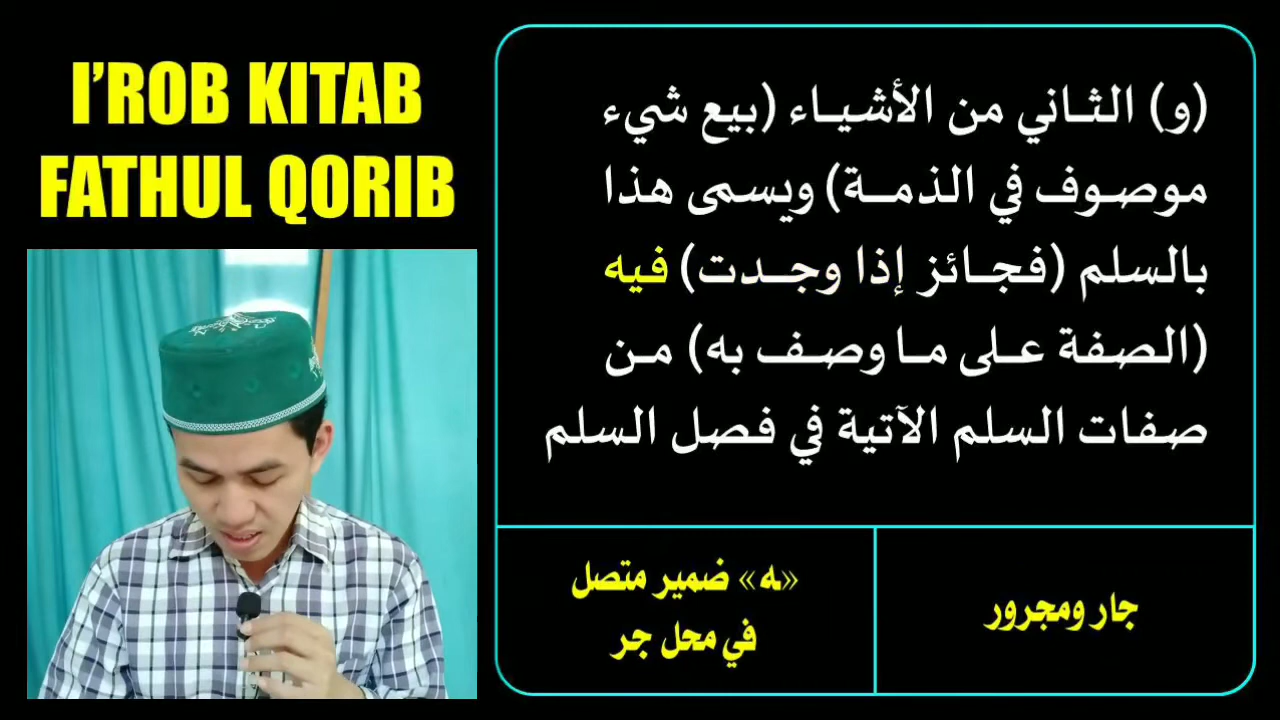 I'ROB KITAB
FATHUL QORIB
(و) الثاني من الأشياء (بيع شيء
موصوف في الذمة) ويسمى هذا
بالسلم (فجائز إذا وجدت) فيه
(الصفة على ما وصف به) من
صفات السلم الآتية في فصل السلم
جار ومجرور
«ـه» ضمير متصل
في محل جر